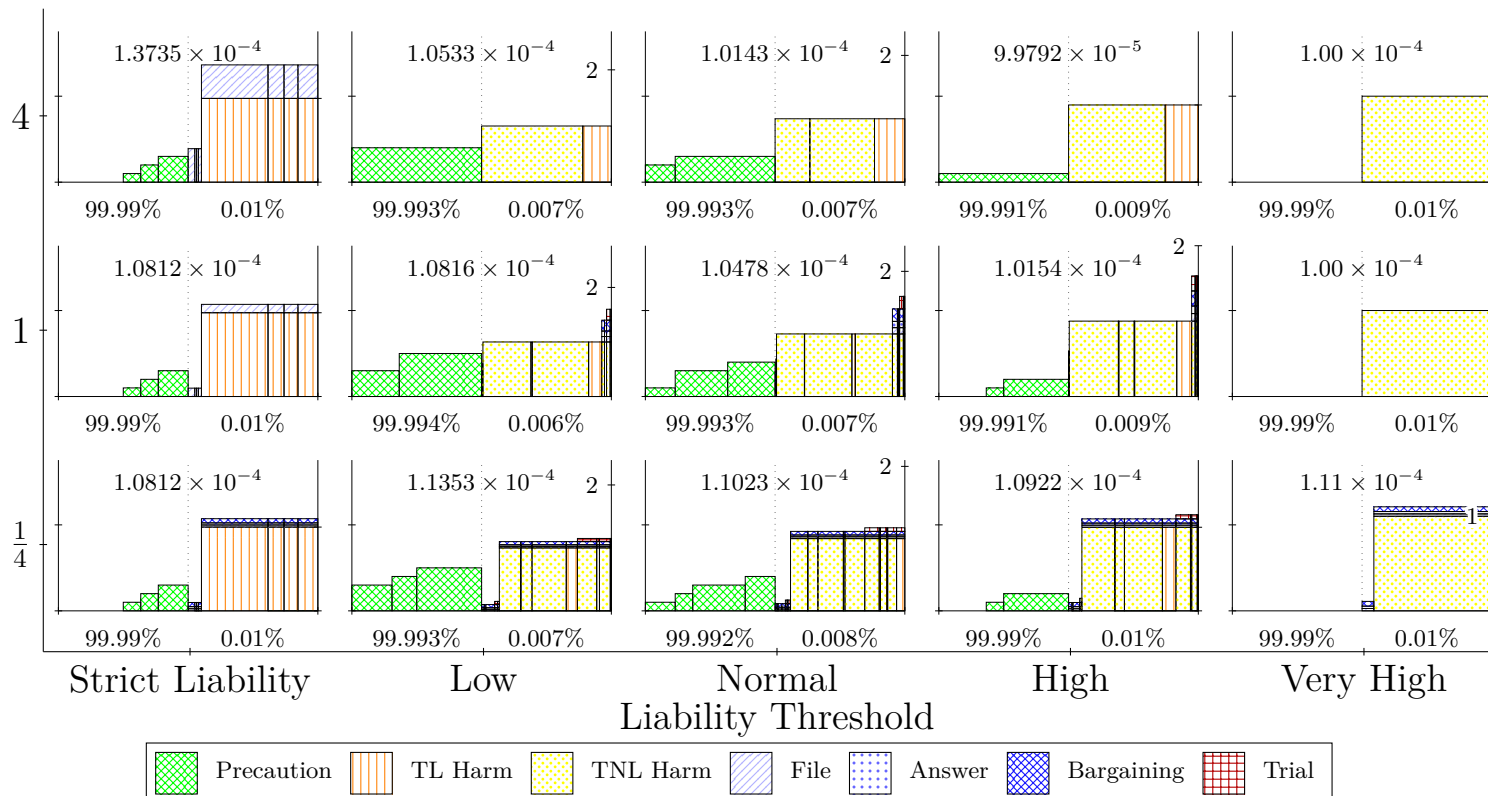 1.3735 × 10⁻⁴ 1.0533 × 10⁻⁴ 2 1.0143 × 10⁻⁴ 2 9.9792 × 10⁻⁵ 1.00 × 10⁻⁴
4
99.99% 0.01% 99.993% 0.007% 99.993% 0.007% 99.991% 0.009% 99.99% 0.01%
1.0812 × 10⁻⁴ 1.0816 × 10⁻⁴ 2 1.0478 × 10⁻⁴ 2 1.0154 × 10⁻⁴ 2 1.00 × 10⁻⁴
1
99.99% 0.01% 99.994% 0.006% 99.993% 0.007% 99.991% 0.009% 99.99% 0.01%
1.0812 × 10⁻⁴ 1.1353 × 10⁻⁴ 2 1.1023 × 10⁻⁴ 2 1.0922 × 10⁻⁴ 1.11 × 10⁻⁴
1/4 1
99.99% 0.01% 99.993% 0.007% 99.992% 0.008% 99.99% 0.01% 99.99% 0.01%
Strict Liability Low Normal High Very High
Liability Threshold
Precaution TL Harm TNL Harm File Answer Bargaining Trial